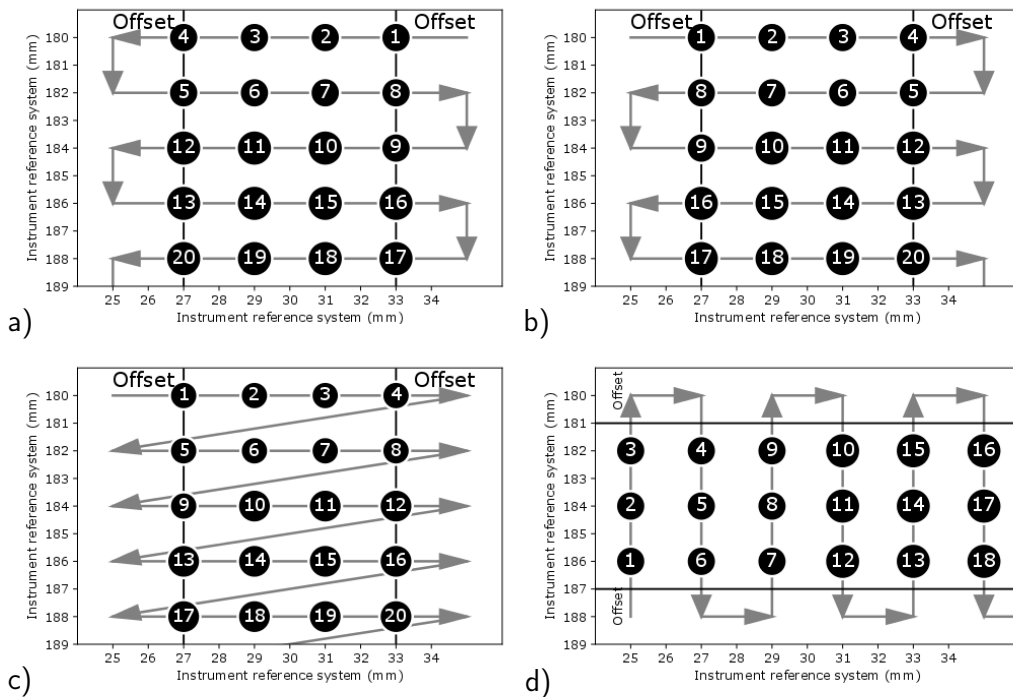 Offset Offset
180 4 3 2 1
181
182 5 6 7 8
183
184 12 11 10 9
185
186 13 14 15 16
187
188 20 19 18 17
189
25 26 27 28 29 30 31 32 33 34
Instrument reference system (mm)
Instrument reference system (mm)
a)
Offset Offset
180 1 2 3 4
181
182 8 7 6 5
183
184 9 10 11 12
185
186 16 15 14 13
187
188 17 18 19 20
189
25 26 27 28 29 30 31 32 33 34
Instrument reference system (mm)
Instrument reference system (mm)
b)
Offset Offset
180 1 2 3 4
181
182 5 6 7 8
183
184 9 10 11 12
185
186 13 14 15 16
187
188 17 18 19 20
189
25 26 27 28 29 30 31 32 33 34
Instrument reference system (mm)
Instrument reference system (mm)
c)
Offset
180
181
182 3 4 9 10 15 16
183
184 2 5 8 11 14 17
185
186 1 6 7 12 13 18
187
Offset
188
189
25 26 27 28 29 30 31 32 33 34
Instrument reference system (mm)
Instrument reference system (mm)
d)